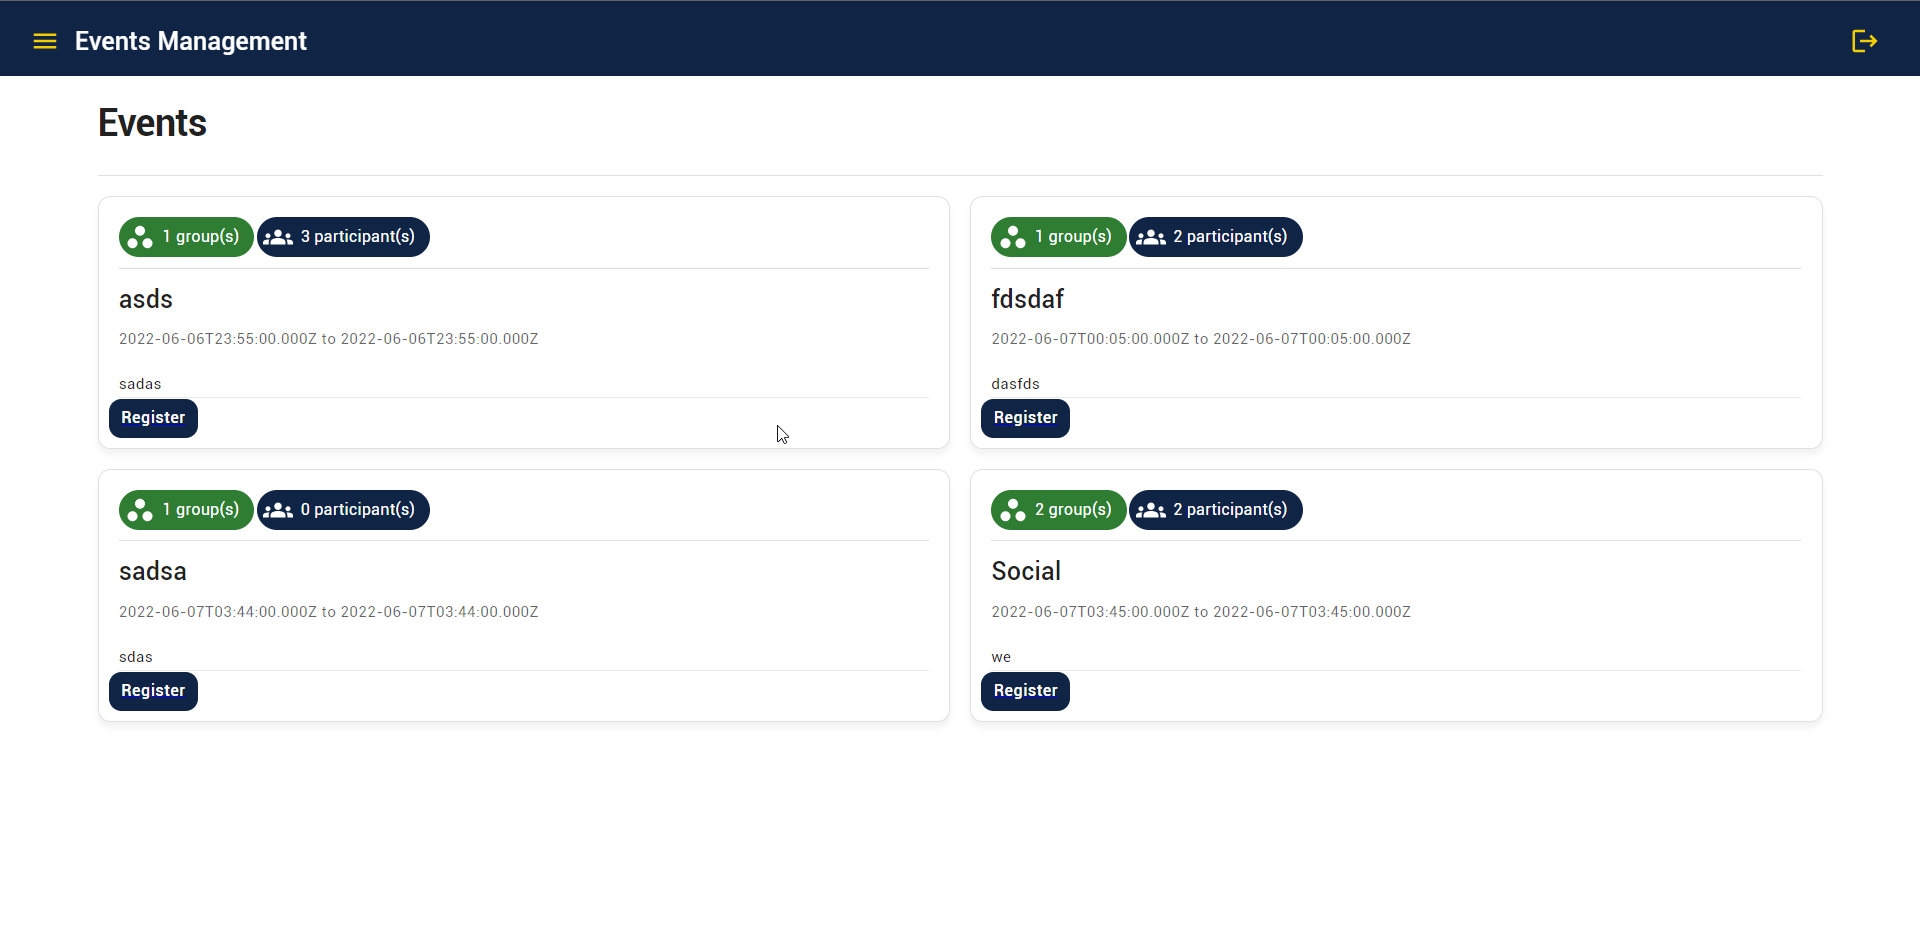 Events Management
Events
1 group(s) 3 participant(s)
asds
2022-06-06T23:55:00.000Z to 2022-06-06T23:55:00.000Z
sadas
Register
1 group(s) 2 participant(s)
fdsdaf
2022-06-07T00:05:00.000Z to 2022-06-07T00:05:00.000Z
dasfds
Register
1 group(s) 0 participant(s)
sadsa
2022-06-07T03:44:00.000Z to 2022-06-07T03:44:00.000Z
sdas
Register
2 group(s) 2 participant(s)
Social
2022-06-07T03:45:00.000Z to 2022-06-07T03:45:00.000Z
we
Register